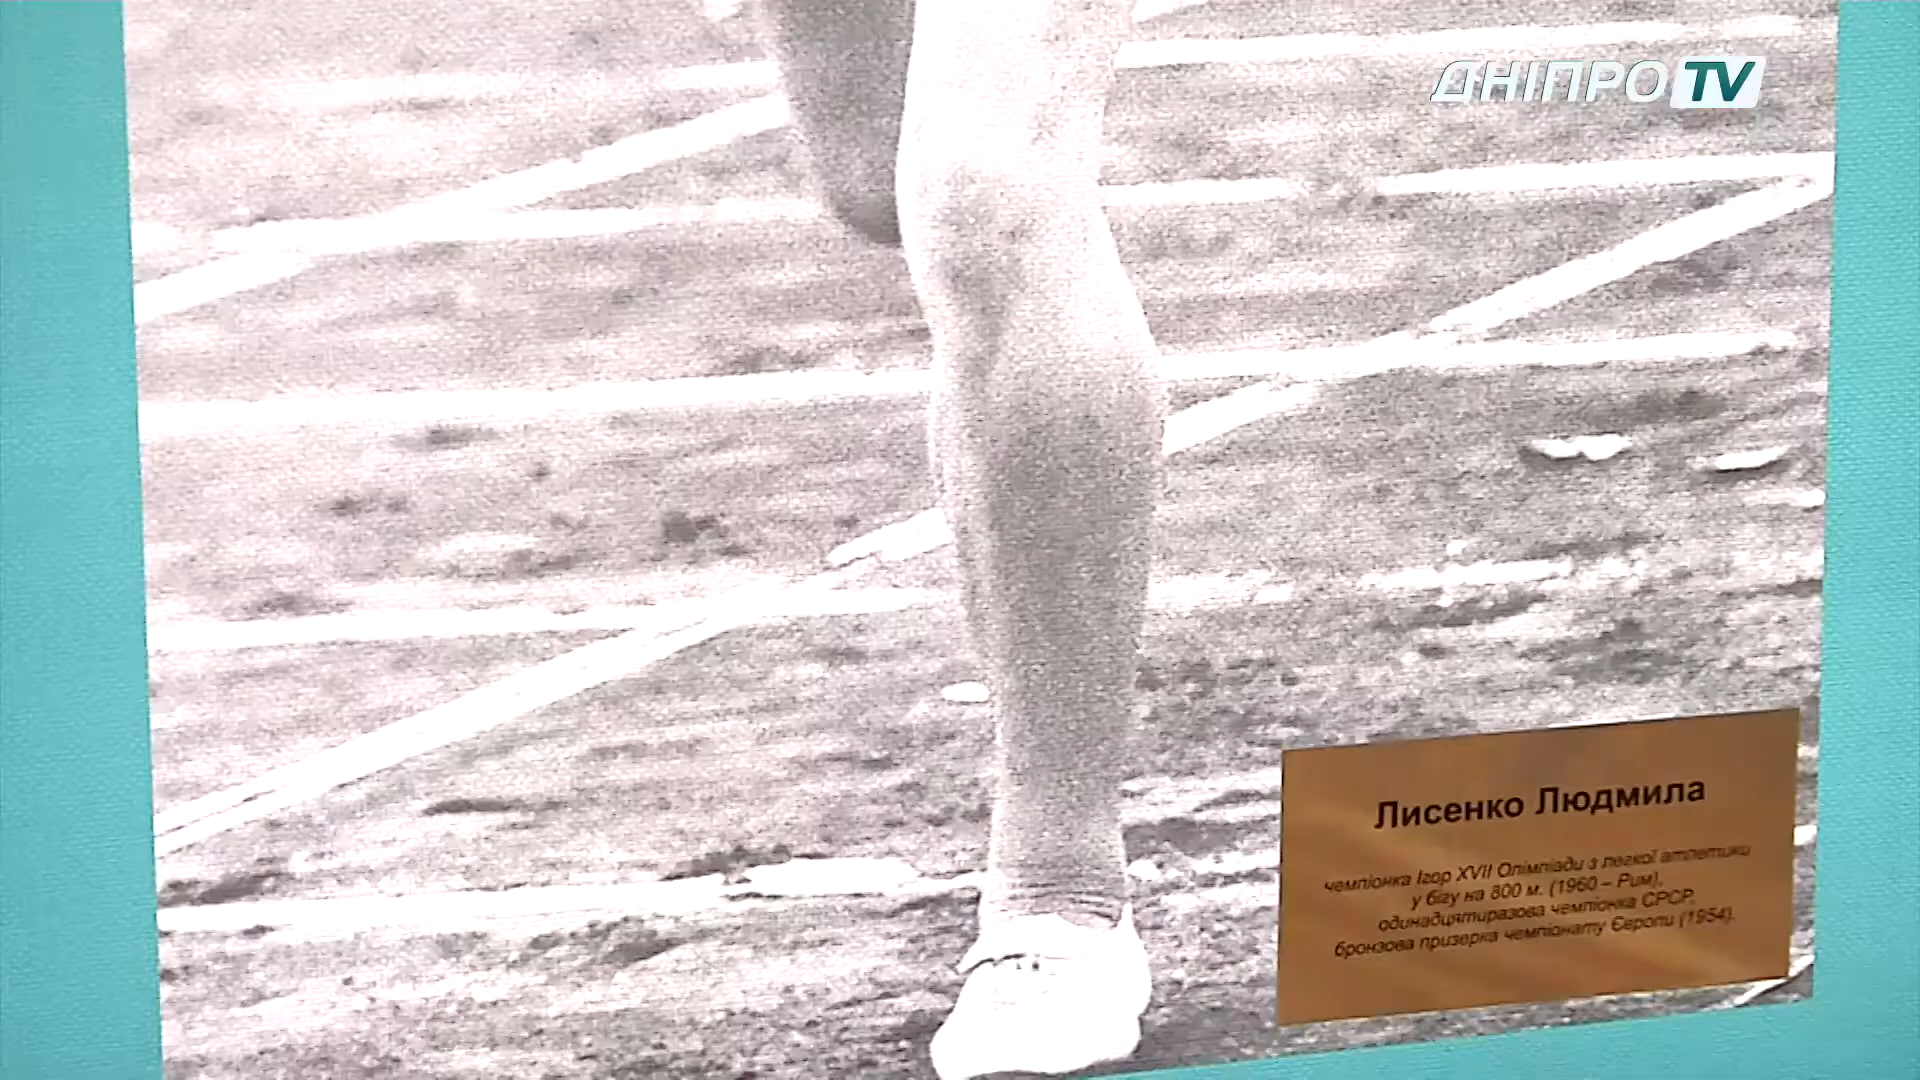 ДНІПРО TV
Лисенко Людмила
чемпіонка Ігор XVII Олімпіади з легкої атлетики
у бігу на 800 м. (1960 – Рим),
одинадцятиразова чемпіонка СРСР,
бронзова призерка чемпіонату Європи (1954).